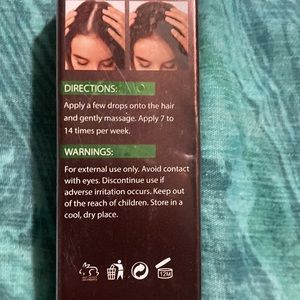 DIRECTIONS:
Apply a few drops onto the hair
and gently massage. Apply 7 to
14 times per week.
WARNINGS:
For external use only. Avoid contact
with eyes. Discontinue use if
adverse irritation occurs. Keep out
of the reach of children. Store in a
cool, dry place.
12M